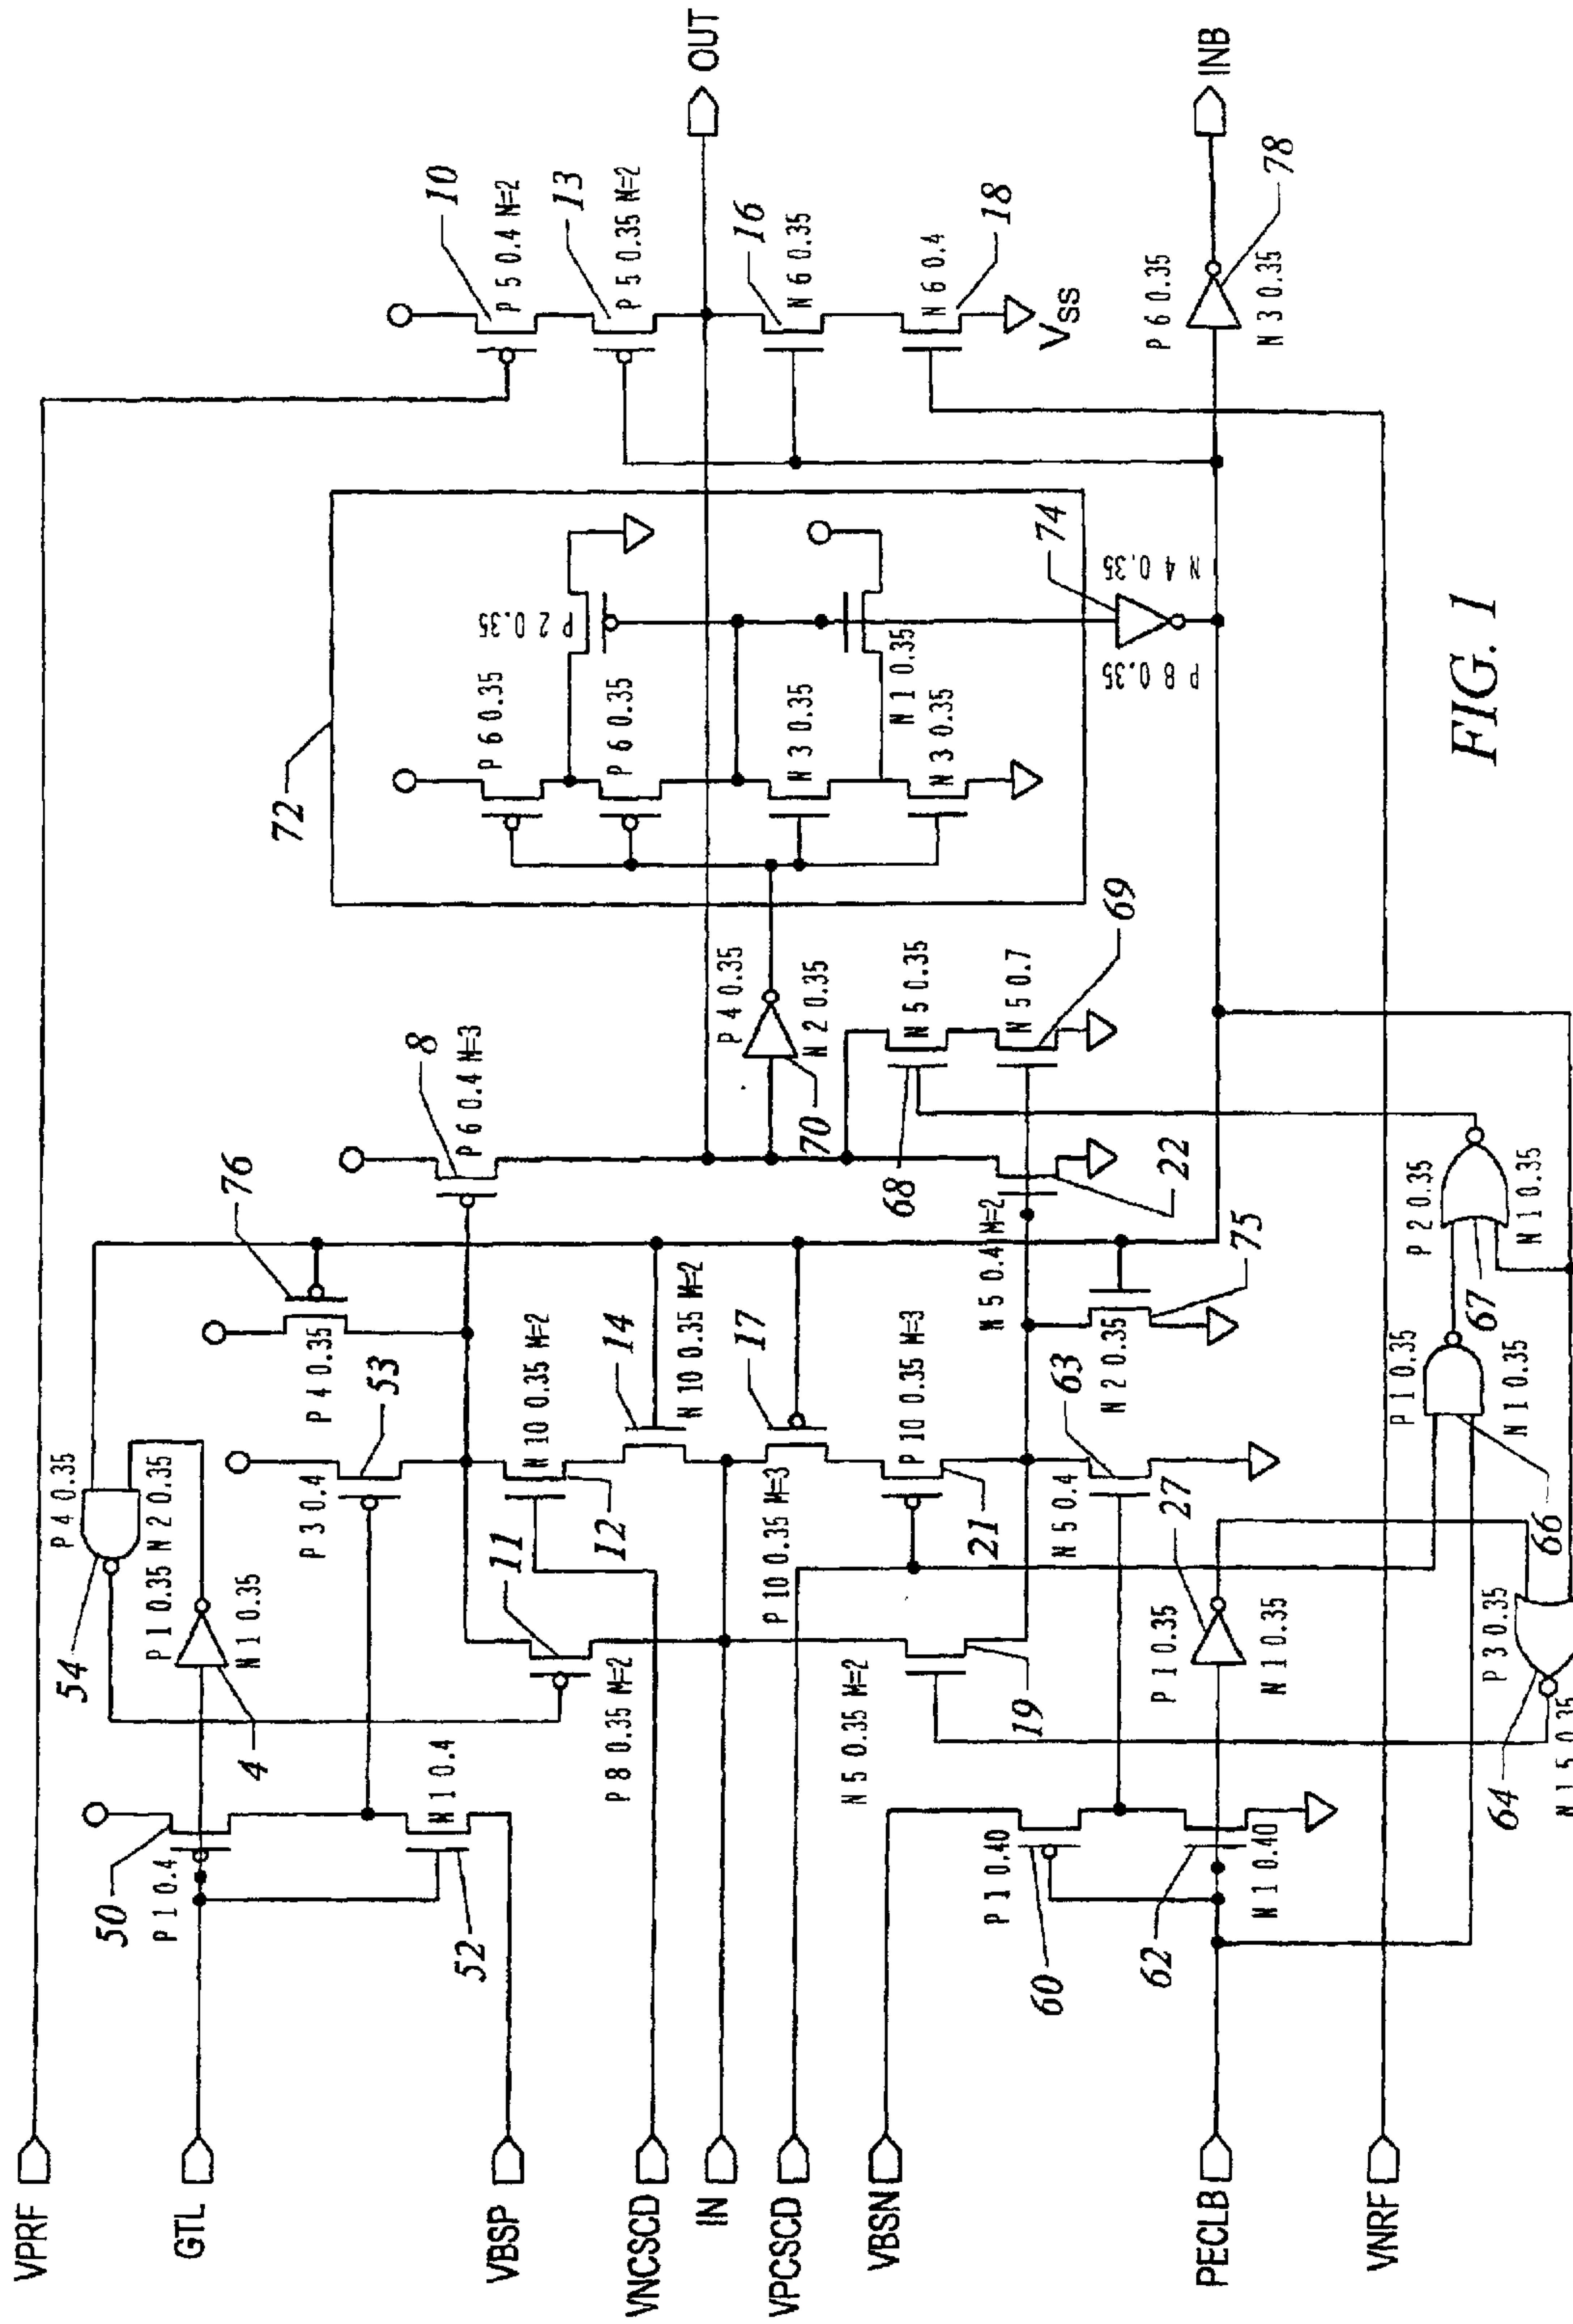 VPRF
GTL
VBSP
VNCSCD
IN
VPCSCD
VBSN
PECLB
VNRF
50
P 1 0.4
52
N 1 0.4
4
P 1 0.35
N 1 0.35
54
P 4 0.35
N 2 0.35
53
P 3 0.4
76
P 4 0.35
8
P 6 0.4 M=3
11
P 8 0.35 M=2
12
N 10 0.35 M=2
14
N 10 0.35 M=2
17
P 10 0.35 M=3
21
P 10 0.35 M=3
19
N 5 0.35 M=2
60
P 1 0.40
62
N 1 0.40
27
P 1 0.35
N 1 0.35
63
N 5 0.4
75
N 2 0.35
22
N 5 0.4 M=2
64
P 3 0.35
N 1.5 0.35
66
P 1 0.35
N 1 0.35
67
P 2 0.35
N 1 0.35
68
N 5 0.35
69
N 5 0.7
70
P 4 0.35
N 2 0.35
72
P 6 0.35
P 6 0.35
P 2 0.35
N 3 0.35
N 1 0.35
N 3 0.35
74
P 8 0.35
N 4 0.35
10
P 5 0.4 M=2
13
P 5 0.35 M=2
16
N 6 0.35
18
N 6 0.4
VSS
78
P 6 0.35
N 3 0.35
OUT
INB
FIG. 1